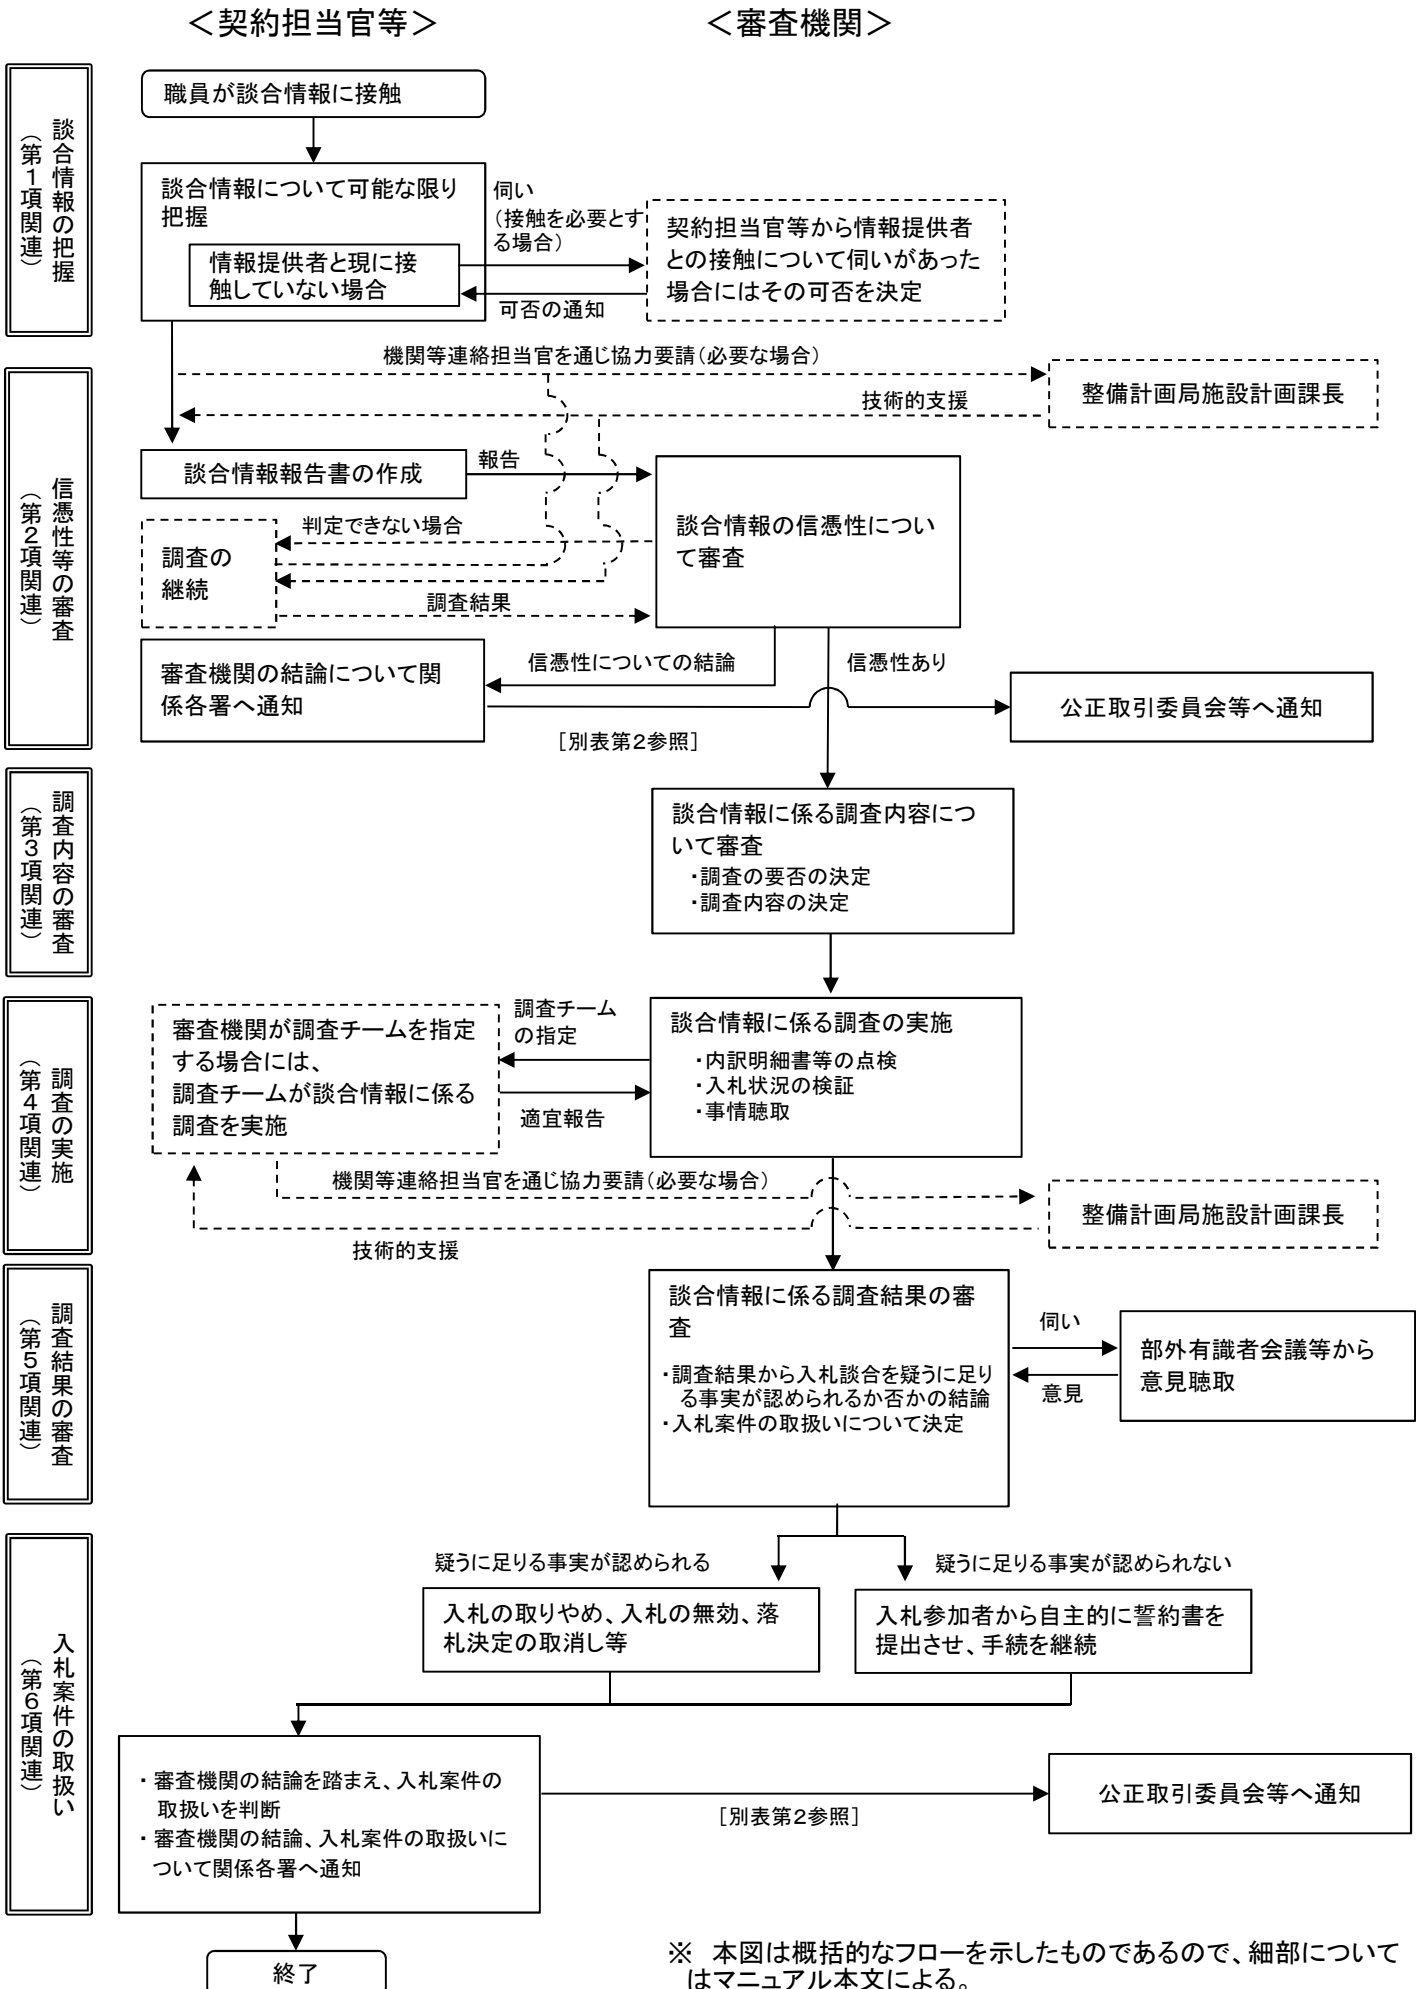 ＜契約担当官等＞
＜審査機関＞
談合情報の把握
（第１項関連）
職員が談合情報に接触
談合情報について可能な限り
把握
情報提供者と現に接
触していない場合
伺い
（接触を必要とす
る場合）
可否の通知
契約担当官等から情報提供者
との接触について伺いがあった
場合にはその可否を決定
機関等連絡担当官を通じ協力要請（必要な場合）
技術的支援
整備計画局施設計画課長
信憑性等の審査
（第２項関連）
談合情報報告書の作成
報告
談合情報の信憑性につい
て審査
判定できない場合
調査の
継続
調査結果
審査機関の結論について関
係各署へ通知
信憑性についての結論
信憑性あり
公正取引委員会等へ通知
［別表第２参照］
調査内容の審査
（第３項関連）
談合情報に係る調査内容につ
いて審査
・調査の要否の決定
・調査内容の決定
調査の実施
（第４項関連）
審査機関が調査チームを指定
する場合には、
調査チームが談合情報に係る
調査を実施
調査チーム
の指定
適宜報告
談合情報に係る調査の実施
・内訳明細書等の点検
・入札状況の検証
・事情聴取
機関等連絡担当官を通じ協力要請（必要な場合）
技術的支援
整備計画局施設計画課長
調査結果の審査
（第５項関連）
談合情報に係る調査結果の審
査
・調査結果から入札談合を疑うに足り
る事実が認められるか否かの結論
・入札案件の取扱いについて決定
伺い
意見
部外有識者会議等から
意見聴取
入札案件の取扱い
（第６項関連）
疑うに足りる事実が認められる
疑うに足りる事実が認められない
入札の取りやめ、入札の無効、落
札決定の取消し等
入札参加者から自主的に誓約書を
提出させ、手続を継続
・審査機関の結論を踏まえ、入札案件の
取扱いを判断
・審査機関の結論、入札案件の取扱いに
ついて関係各署へ通知
［別表第２参照］
公正取引委員会等へ通知
終了
※　本図は概括的なフローを示したものであるので、細部について
はマニュアル本文による。